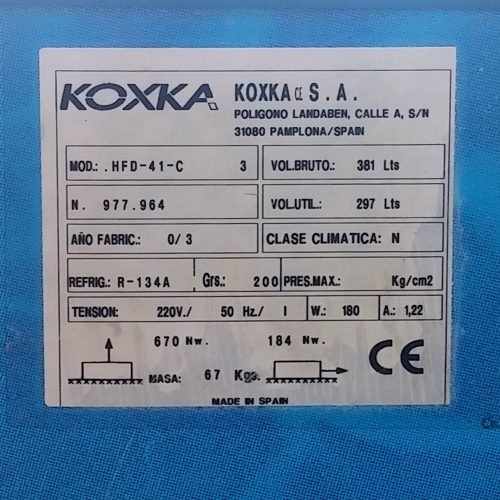 KOXKA
KOXKA CE S.A.
POLIGONO LANDABEN, CALLE A, S/N
31080 PAMPLONA/SPAIN
MOD.: .HFD-41-C 3 VOL.BRUTO: 381 Lts
N. 977.964 VOL.UTIL: 297 Lts
AÑO FABRIC.: 0/ 3 CLASE CLIMATICA: N
REFRIG.: R-134A Grs.: 200 PRES.MAX.: Kg/cm2
TENSION: 220V./ 50 Hz./ I W.: 180 A.: 1,22
670 Nw. 184 Nw.
MASA: 67 Kgs. CE
MADE IN SPAIN